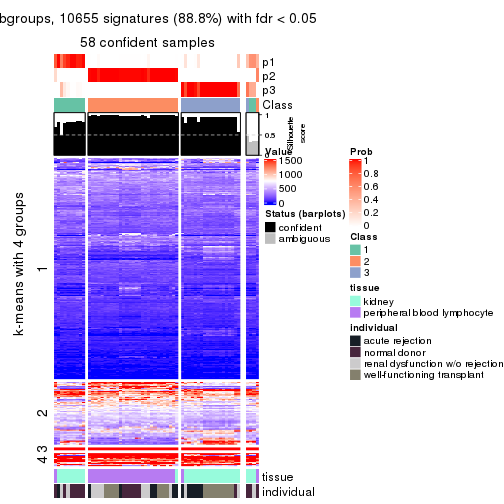 bgroups, 10655 signatures (88.8%) with fdr < 0.05
58 confident samples
p1
p2
p3
Class
1
0.5
0
Silhouette
score
k-means with 4 groups
1
2
3
4
tissue
individual
Value
1500
1000
500
0
Status (barplots)
confident
ambiguous
Prob
1
0.8
0.6
0.4
0.2
0
Class
1
2
3
tissue
kidney
peripheral blood lymphocyte
individual
acute rejection
normal donor
renal dysfunction w/o rejection
well-functioning transplant